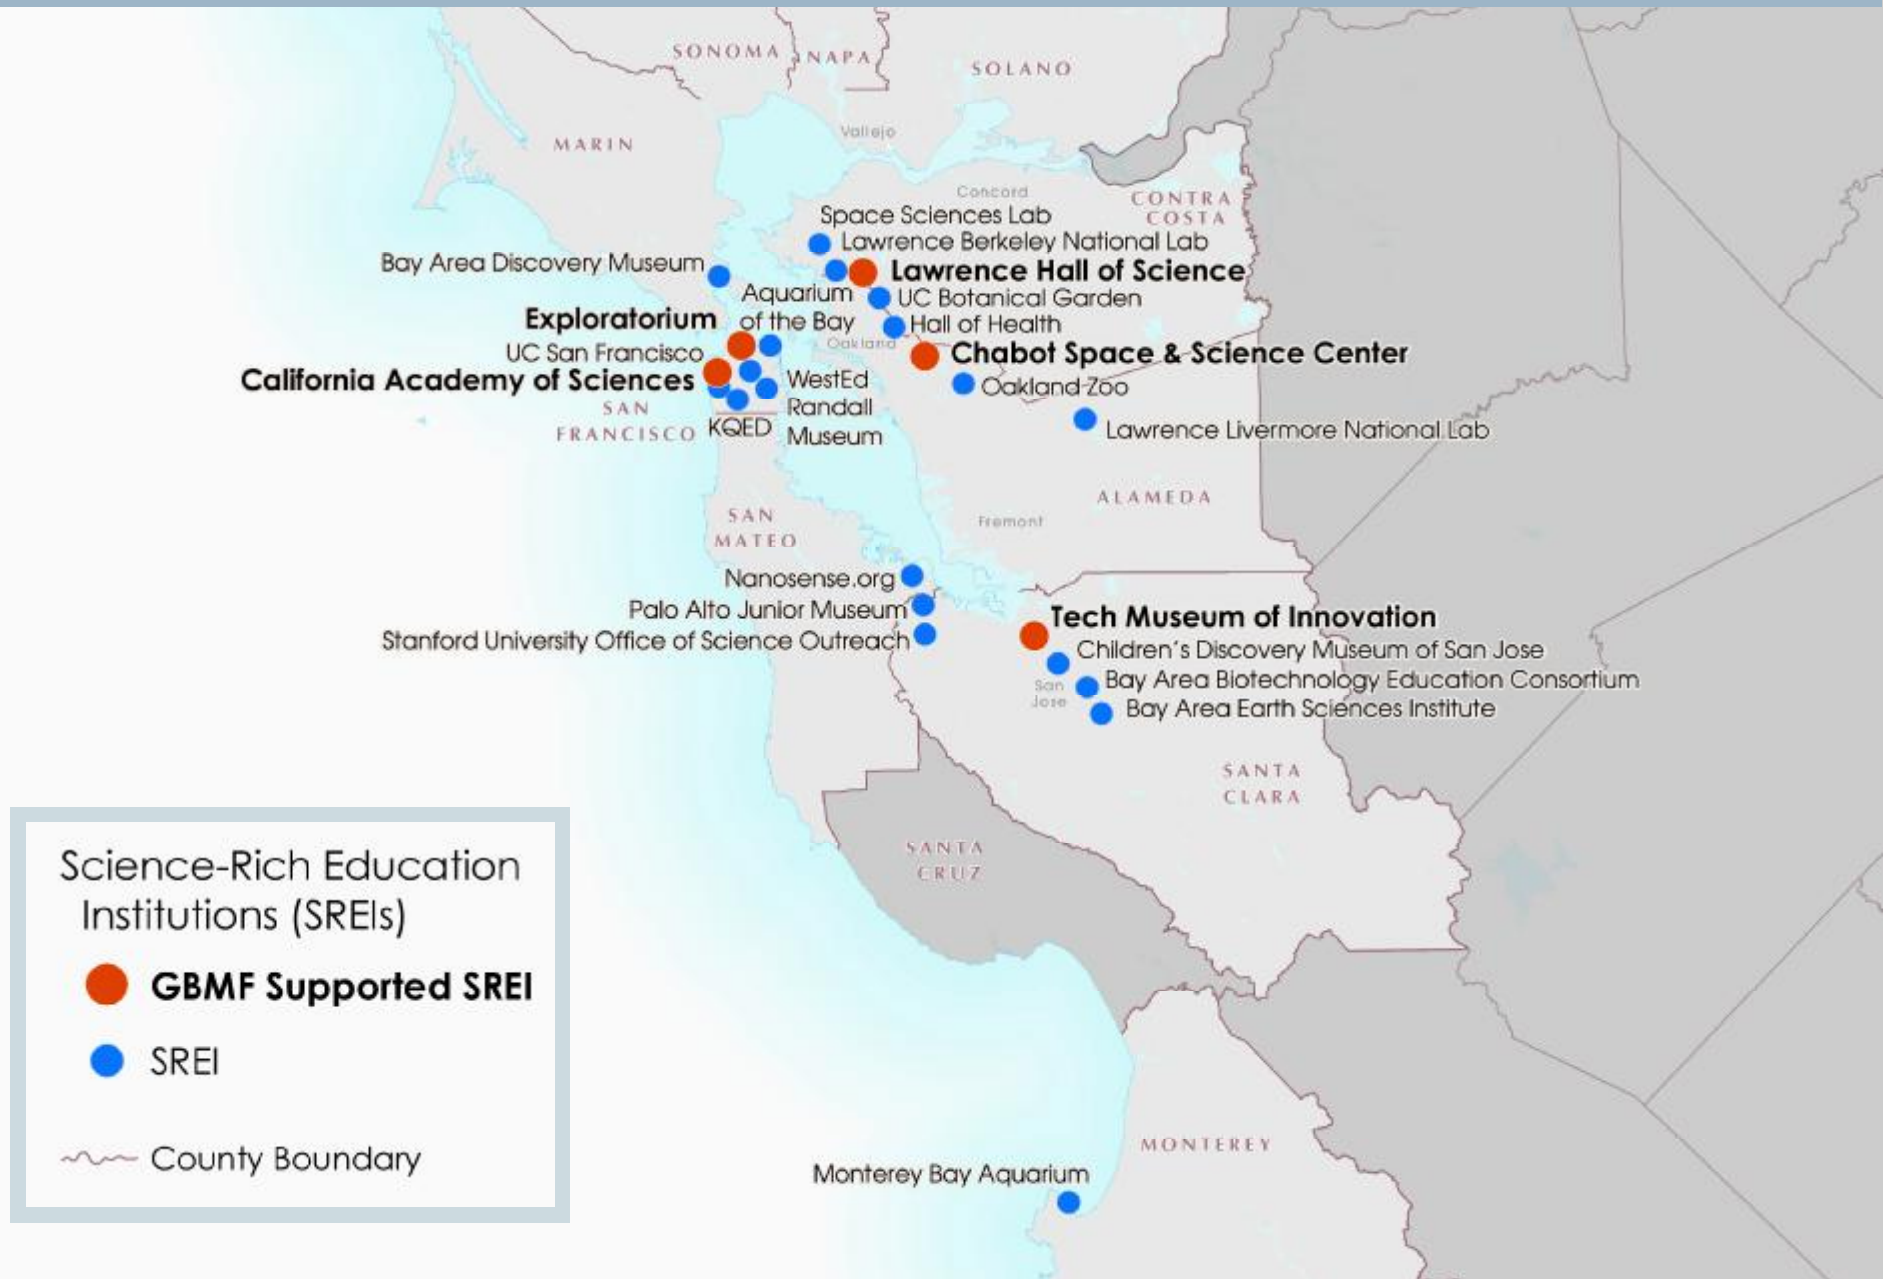 SONOMA
NAPA
SOLANO
Vallejo
MARIN
Concord
CONTRA
COSTA
Space Sciences Lab
Lawrence Berkeley National Lab
Bay Area Discovery Museum
Lawrence Hall of Science
Aquarium
of the Bay
UC Botanical Garden
Exploratorium
Hall of Health
Oakland
UC San Francisco
Chabot Space & Science Center
California Academy of Sciences
WestEd
Oakland Zoo
SAN
FRANCISCO
Randall
Museum
KQED
Lawrence Livermore National Lab
ALAMEDA
SAN
MATEO
Fremont
Nanosense.org
Palo Alto Junior Museum
Stanford University Office of Science Outreach
Tech Museum of Innovation
Children's Discovery Museum of San Jose
San
Jose
Bay Area Biotechnology Education Consortium
Bay Area Earth Sciences Institute
SANTA
CLARA
SANTA
CRUZ
Science-Rich Education
Institutions (SREIs)
GBMF Supported SREI
SREI
County Boundary
MONTEREY
Monterey Bay Aquarium